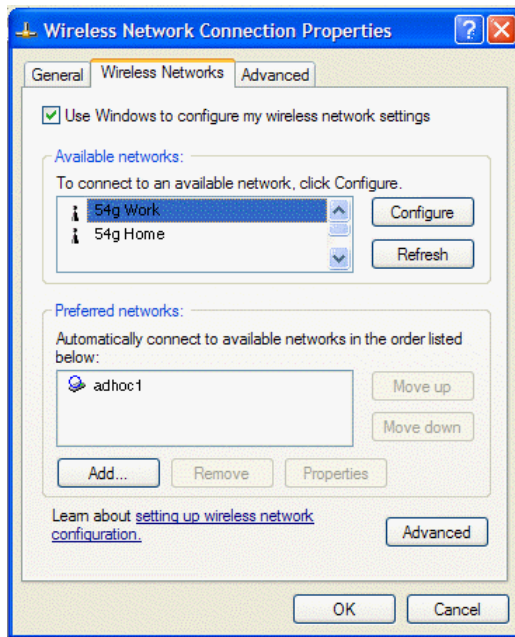 Wireless Network Connection Properties
General Wireless Networks Advanced
Use Windows to configure my wireless network settings
Available networks:
To connect to an available network, click Configure.
54g Work
54g Home
Configure
Refresh
Preferred networks:
Automatically connect to available networks in the order listed
below:
adhoc1
Move up
Move down
Add... Remove Properties
Learn about setting up wireless network
configuration.
Advanced
OK Cancel